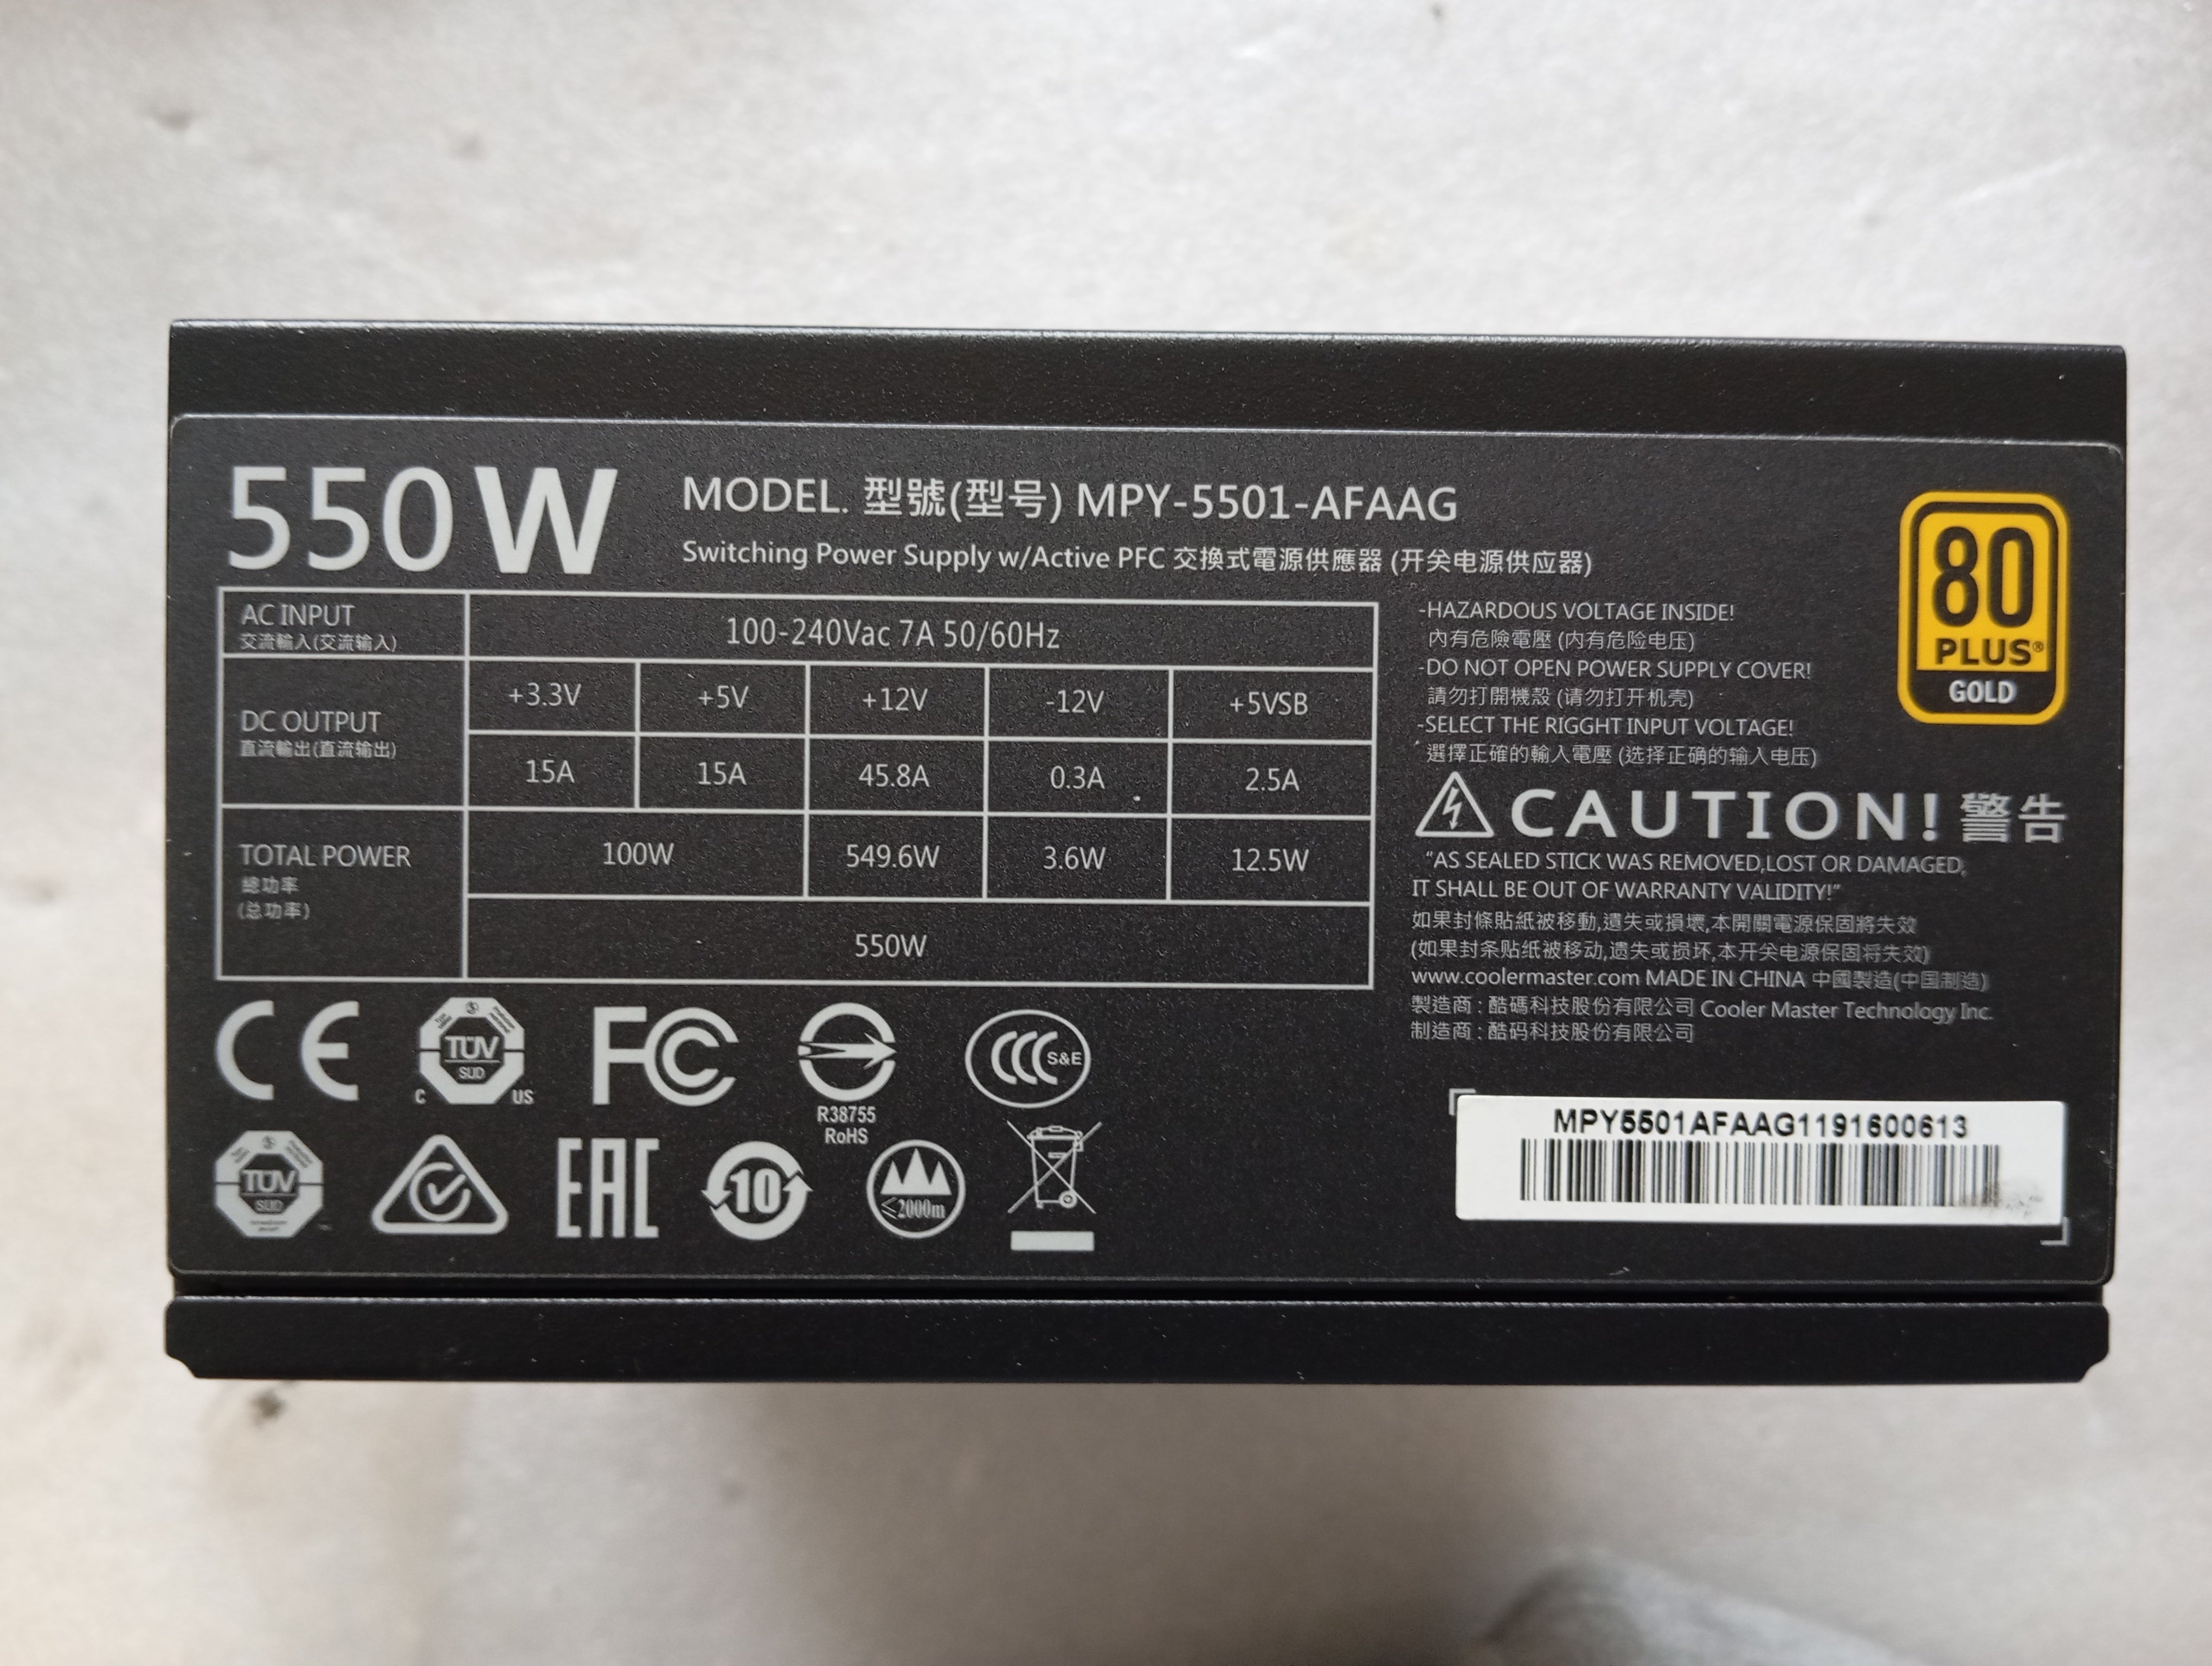 550W
MODEL. 型號(型号) MPY-5501-AFAAG
Switching Power Supply w/Active PFC 交換式電源供應器 (开关电源供应器)
AC INPUT
交流輸入(交流输入)
100-240Vac 7A 50/60Hz
DC OUTPUT
直流輸出(直流输出)
+3.3V +5V +12V -12V +5VSB
15A 15A 45.8A 0.3A 2.5A
TOTAL POWER
總功率
(总功率)
100W 549.6W 3.6W 12.5W
550W
80
PLUS®
GOLD
-HAZARDOUS VOLTAGE INSIDE!
內有危險電壓 (内有危险电压)
-DO NOT OPEN POWER SUPPLY COVER!
請勿打開機殼 (请勿打开机壳)
-SELECT THE RIGGHT INPUT VOLTAGE!
選擇正確的輸入電壓 (选择正确的输入电压)
CAUTION! 警告
“AS SEALED STICK WAS REMOVED,LOST OR DAMAGED,
IT SHALL BE OUT OF WARRANTY VALIDITY!”
如果封條貼紙被移動,遺失或損壞,本開關電源保固將失效
(如果封条贴纸被移动,遗失或损坏,本开关电源保固将失效)
www.coolermaster.com MADE IN CHINA 中國製造(中国制造)
製造商 : 酷碼科技股份有限公司 Cooler Master Technology Inc.
制造商 : 酷码科技股份有限公司
CE
TÜV
SÜD
C US
FC
R38755
RoHS
CCC S&E
TÜV
SÜD
EAC
10
≤2000m
MPY5501AFAAG1191600613